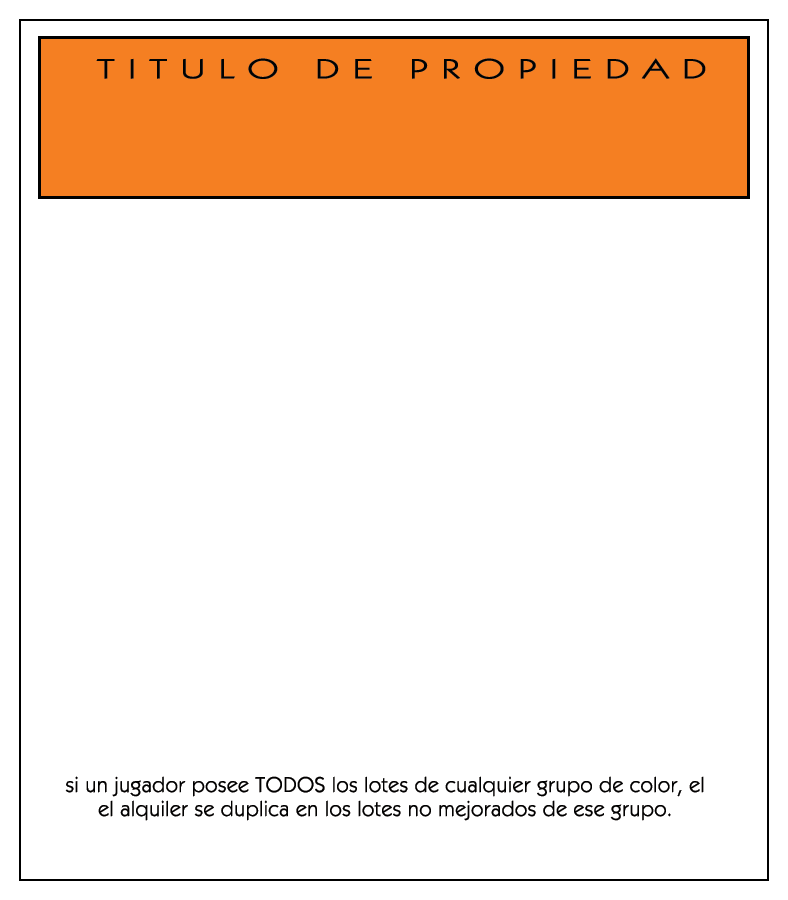 TITULO DE PROPIEDAD
si un jugador posee TODOS los lotes de cualquier grupo de color, el
el alquiler se duplica en los lotes no mejorados de ese grupo.